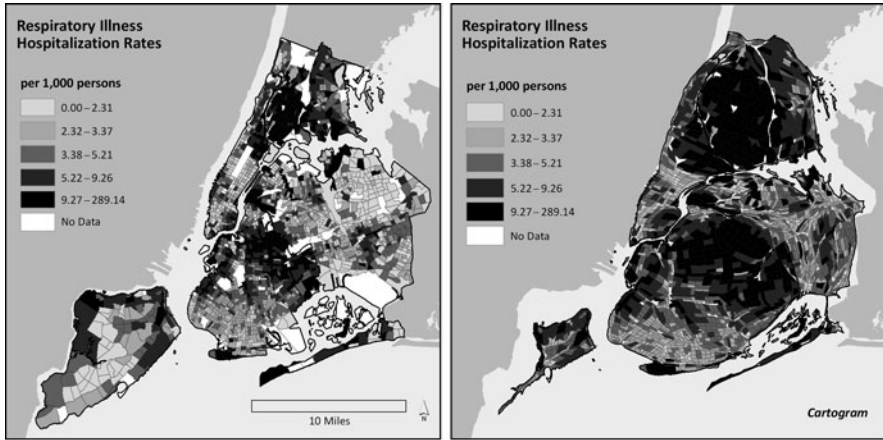 Respiratory Illness
Hospitalization Rates
per 1,000 persons
0.00 – 2.31
2.32 – 3.37
3.38 – 5.21
5.22 – 9.26
9.27 – 289.14
No Data
10 Miles
N
Respiratory Illness
Hospitalization Rates
per 1,000 persons
0.00 – 2.31
2.32 – 3.37
3.38 – 5.21
5.22 – 9.26
9.27 – 289.14
No Data
Cartogram